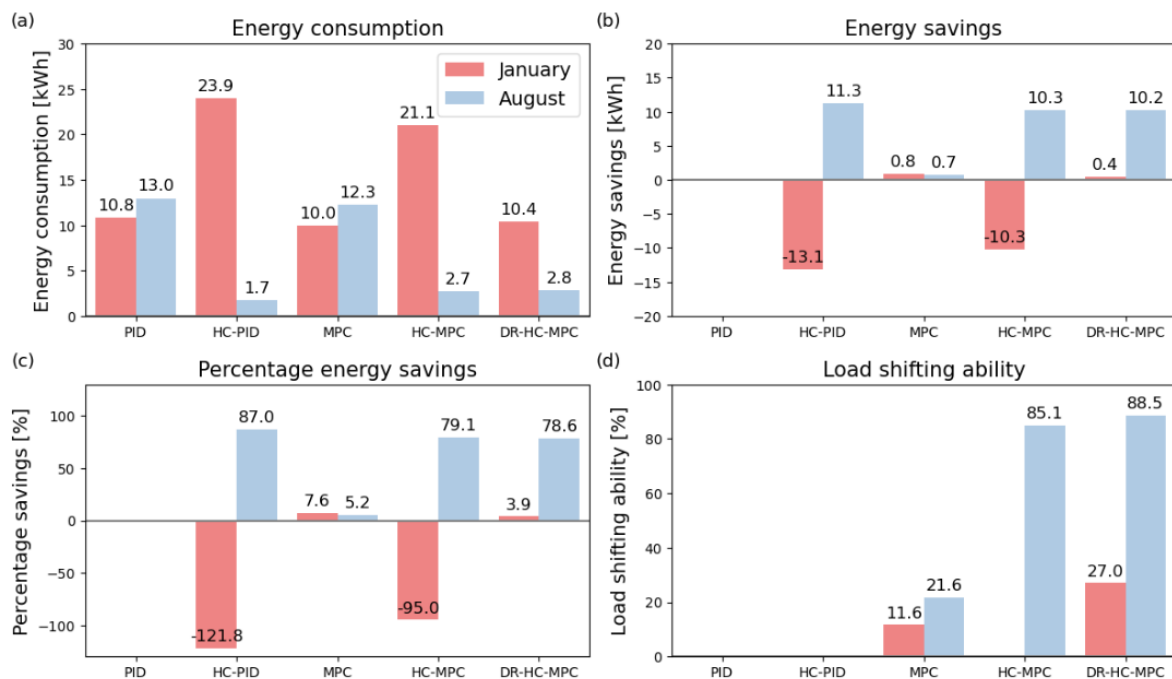 (a)
Energy consumption
Energy consumption [kWh]
30
25
20
15
10
5
0
January
August
10.8
13.0
23.9
1.7
10.0
12.3
21.1
2.7
10.4
2.8
PID
HC-PID
MPC
HC-MPC
DR-HC-MPC
(b)
Energy savings
Energy savings [kWh]
20
15
10
5
0
−5
−10
−15
−20
-13.1
11.3
0.8
0.7
-10.3
10.3
0.4
10.2
PID
HC-PID
MPC
HC-MPC
DR-HC-MPC
(c)
Percentage energy savings
Percentage savings [%]
100
50
0
−50
−100
-121.8
87.0
7.6
5.2
-95.0
79.1
3.9
78.6
PID
HC-PID
MPC
HC-MPC
DR-HC-MPC
(d)
Load shifting ability
Load shifting ability [%]
100
80
60
40
20
0
11.6
21.6
85.1
27.0
88.5
PID
HC-PID
MPC
HC-MPC
DR-HC-MPC